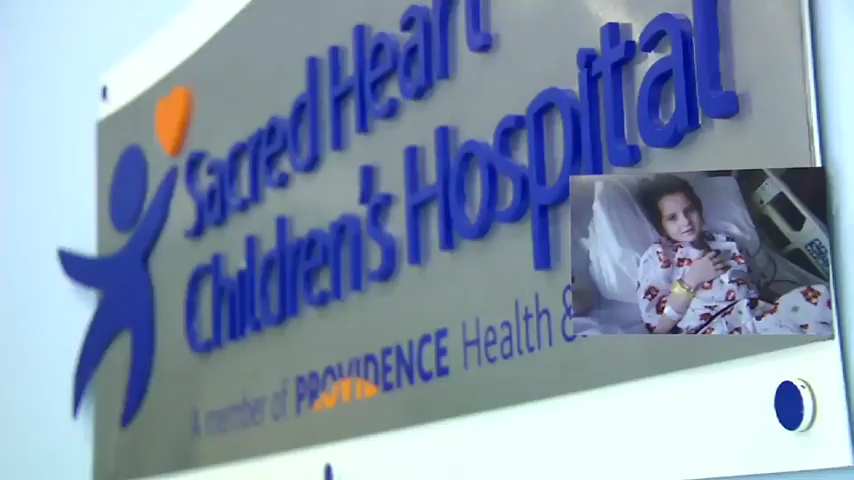 Sacred Heart
Children's Hospital
A member of PROVIDENCE Health &